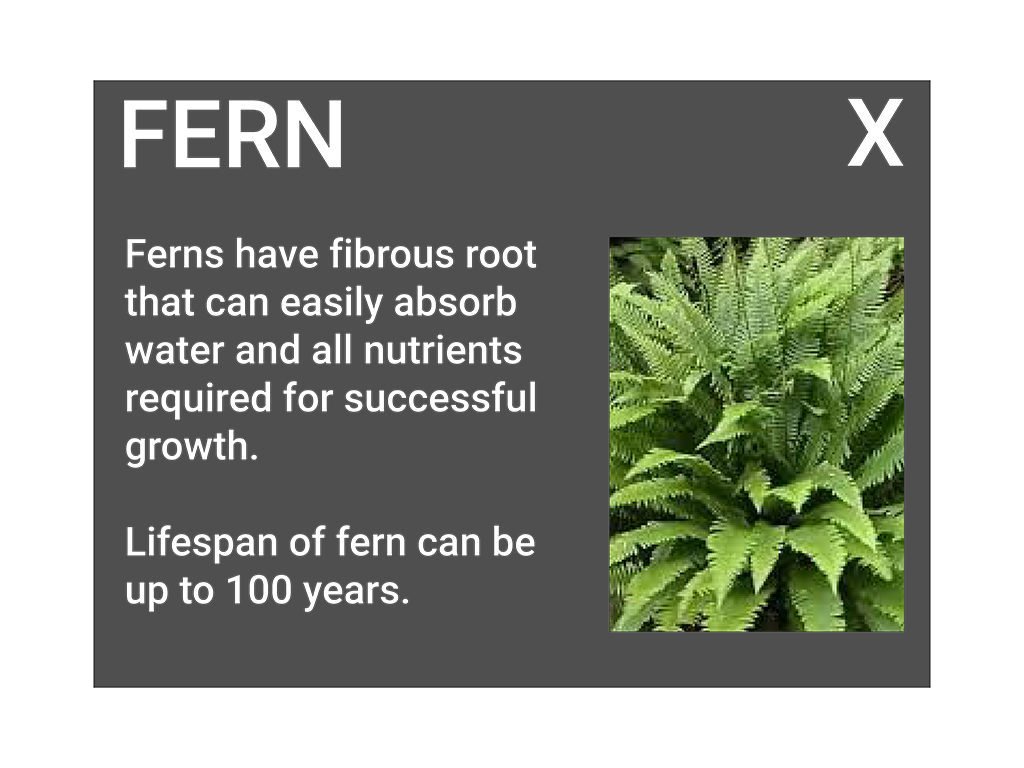 FERN X
Ferns have fibrous root
that can easily absorb
water and all nutrients
required for successful
growth.
Lifespan of fern can be
up to 100 years.